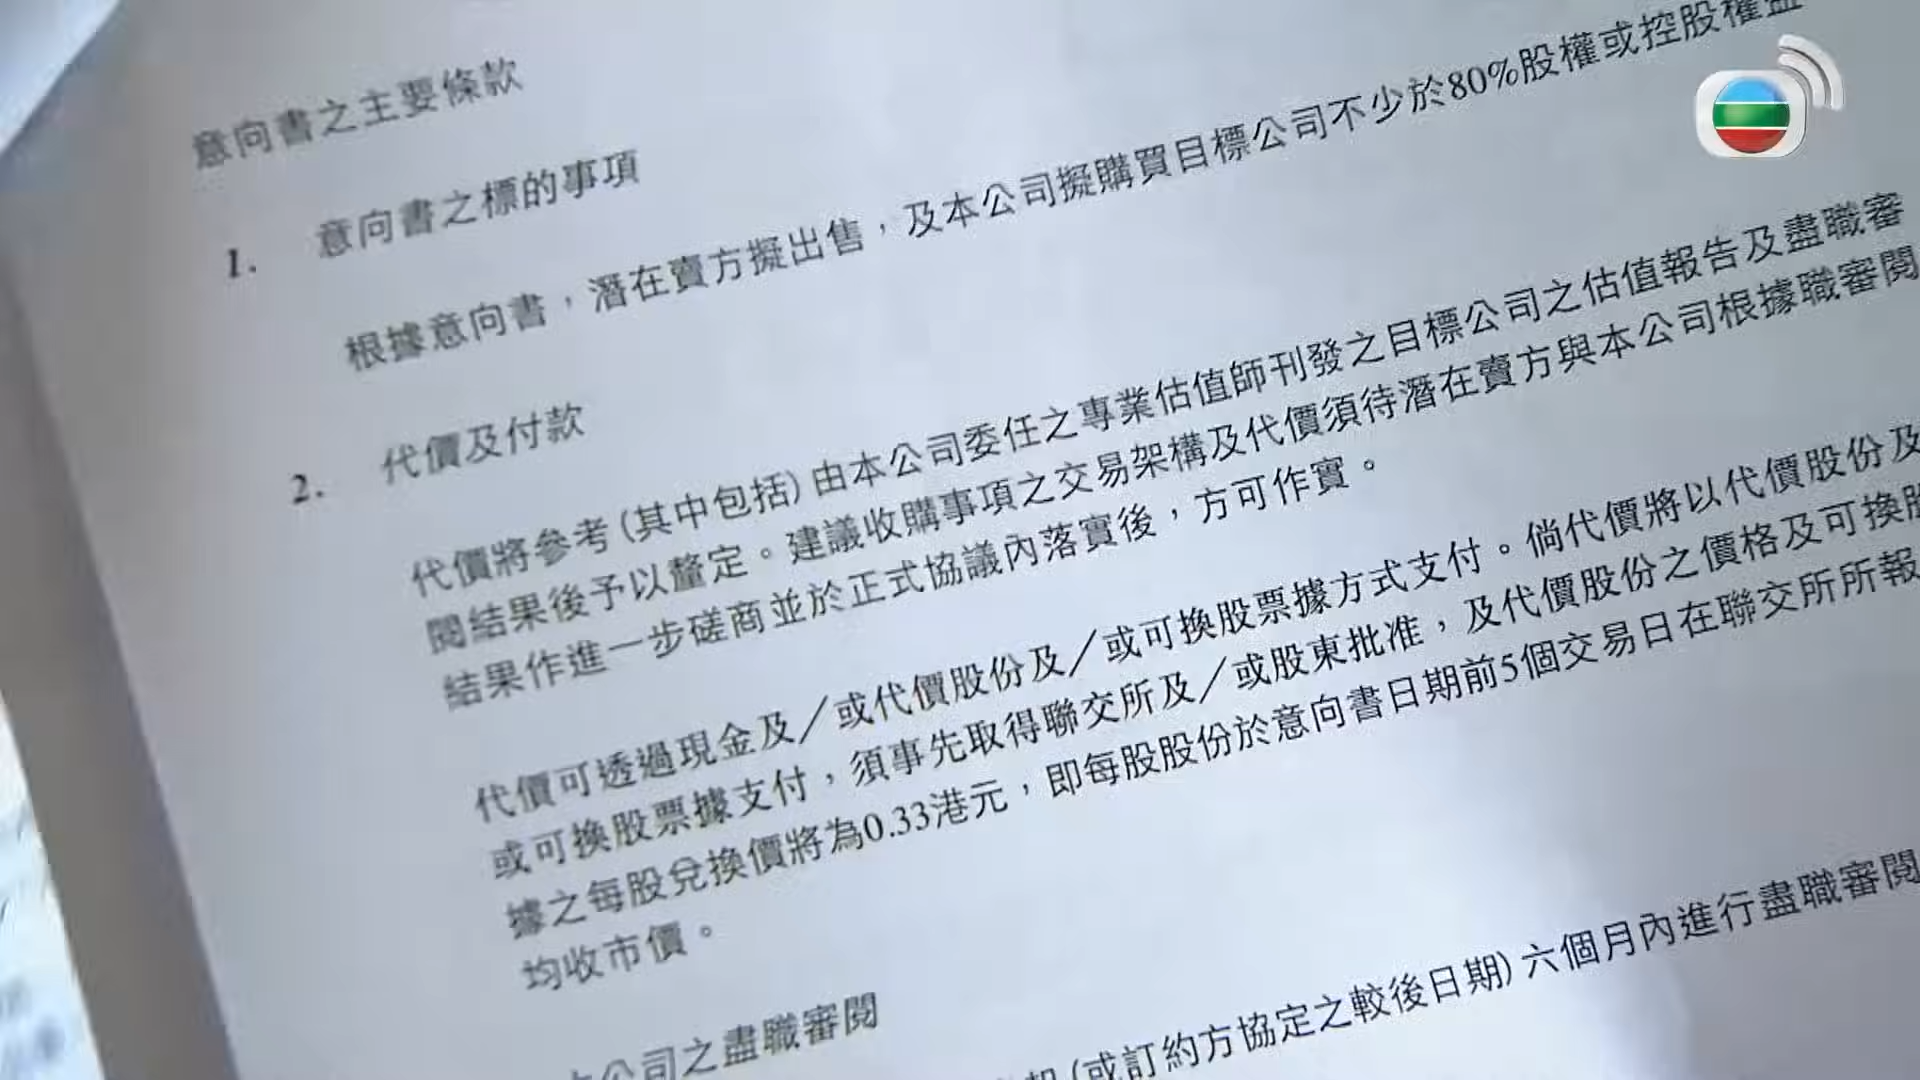 意向書之主要條款
1. 意向書之標的事項
根據意向書，潛在賣方擬出售，及本公司擬購買目標公司不少於80%股權或控股權益
2. 代價及付款
代價將參考(其中包括)由本公司委任之專業估值師刊發之目標公司之估值報告及盡職審
閱結果後予以釐定。建議收購事項之交易架構及代價須待潛在賣方與本公司根據職審閱
結果作進一步磋商並於正式協議內落實後，方可作實。
代價可透過現金及／或代價股份及／或可換股票據方式支付。倘代價將以代價股份及
或可換股票據支付，須事先取得聯交所及／或股東批准，及代價股份之價格及可換股
據之每股兌換價將為0.33港元，即每股股份於意向書日期前5個交易日在聯交所所報
均收市價。
公司之盡職審閱
(或訂約方協定之較後日期)六個月內進行盡職審閱